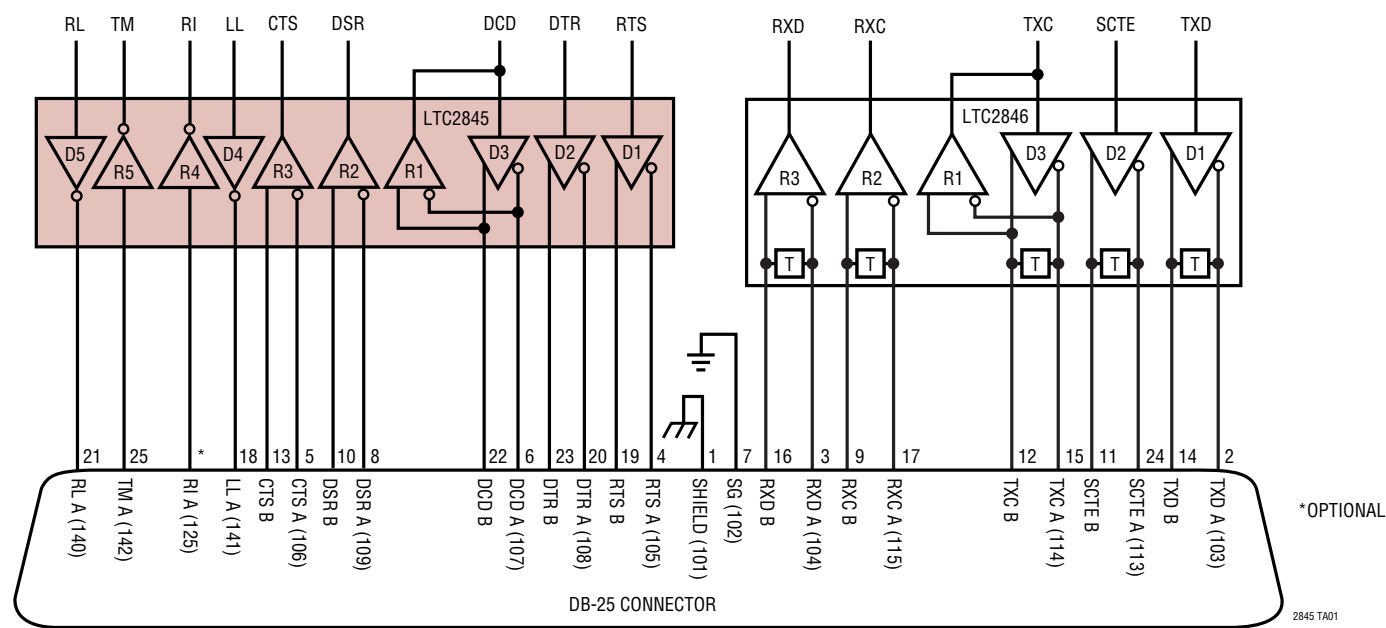 RL TM RI LL CTS DSR DCD DTR RTS RXD RXC TXC SCTE TXD
LTC2845 LTC2846
D5 R5 R4 D4 R3 R2 R1 D3 D2 D1 R3 R2 R1 D3 D2 D1
T T T T T
21 25 * 18 13 5 10 8 22 6 23 20 19 4 1 7 16 3 9 17 12 15 11 24 14 2
RL A (140)
TM A (142)
RI A (125)
LL A (141)
CTS B
CTS A (106)
DSR B
DSR A (109)
DCD B
DCD A (107)
DTR B
DTR A (108)
RTS B
RTS A (105)
SHIELD (101)
SG (102)
RXD B
RXD A (104)
RXC B
RXC A (115)
TXC B
TXC A (114)
SCTE B
SCTE A (113)
TXD B
TXD A (103)
*OPTIONAL
DB-25 CONNECTOR
2845 TA01